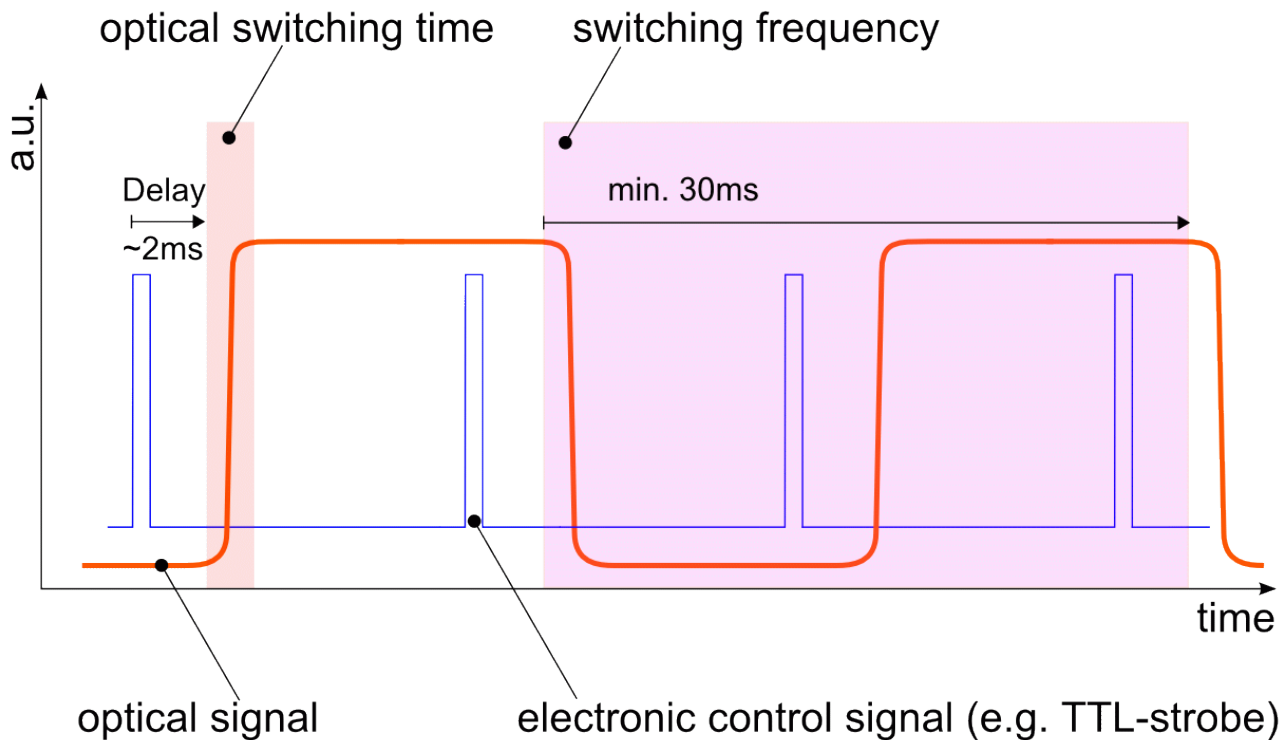 optical switching time
switching frequency
a.u.
Delay
~2ms
min. 30ms
time
optical signal
electronic control signal (e.g. TTL-strobe)